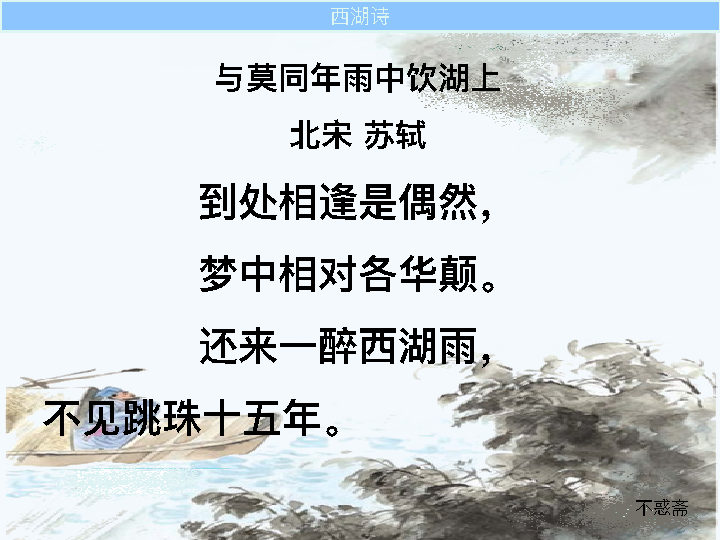 西湖诗
与莫同年雨中饮湖上
北宋 苏轼
到处相逢是偶然，
梦中相对各华颠。
还来一醉西湖雨，
不见跳珠十五年。
不惑斋